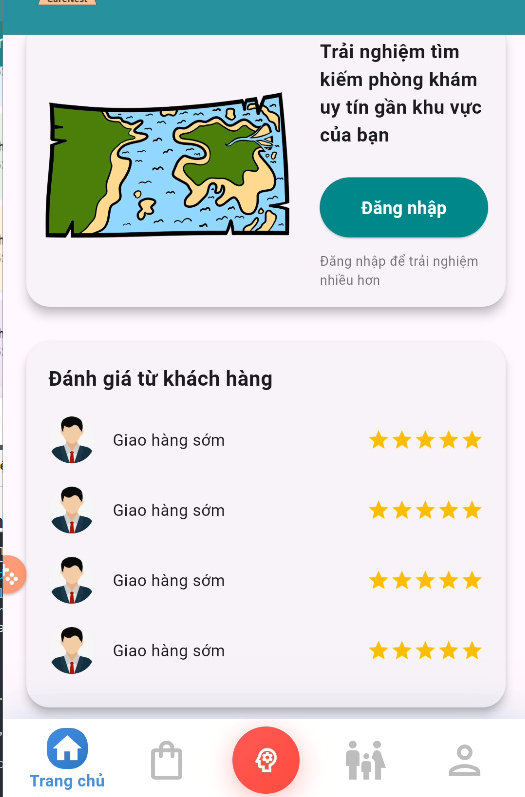 CareNest
Trải nghiệm tìm
kiếm phòng khám
uy tín gần khu vực
của bạn
Đăng nhập
Đăng nhập để trải nghiệm
nhiều hơn
Đánh giá từ khách hàng
Giao hàng sớm
Giao hàng sớm
Giao hàng sớm
Giao hàng sớm
Trang chủ